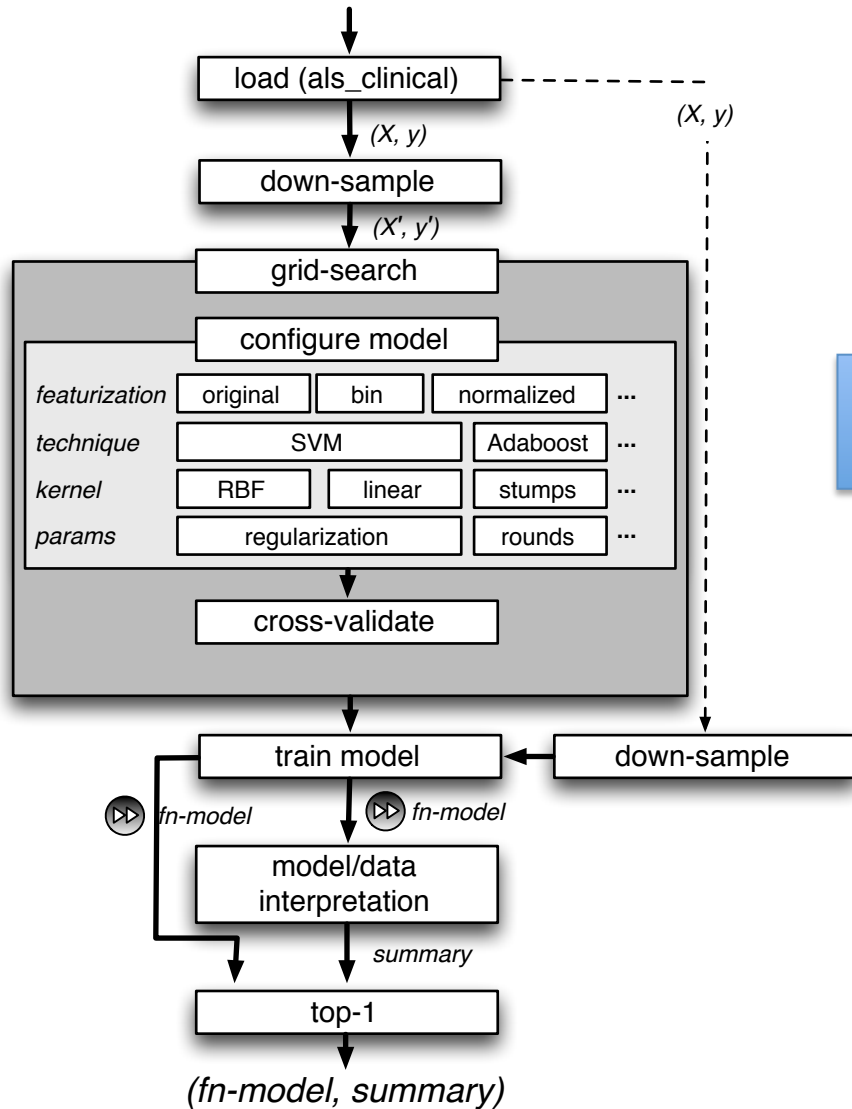 load (als_clinical)
(X, y)
(X, y)
down-sample
(X', y')
grid-search
configure model
featurization original bin normalized ...
technique SVM Adaboost ...
kernel RBF linear stumps ...
params regularization rounds ...
cross-validate
train model
down-sample
fn-model
fn-model
model/data
interpretation
summary
top-1
(fn-model, summary)